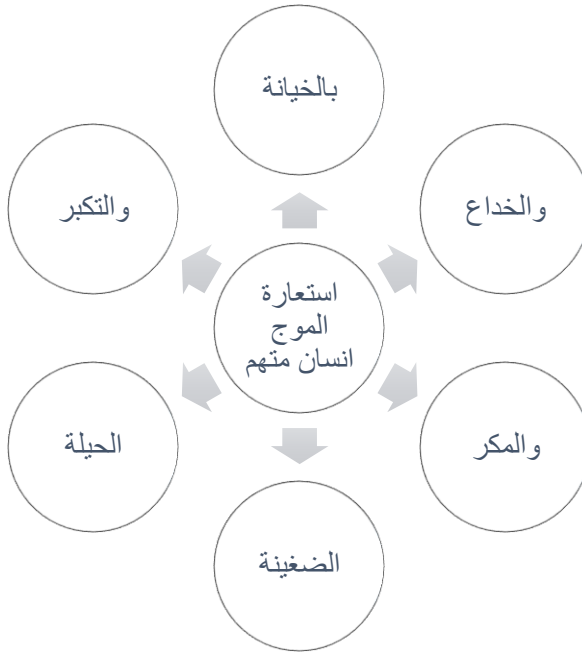 بالخيانة
والخداع
والتكبر
استعارة
الموج
انسان متهم
والمكر
الحيلة
الضغينة